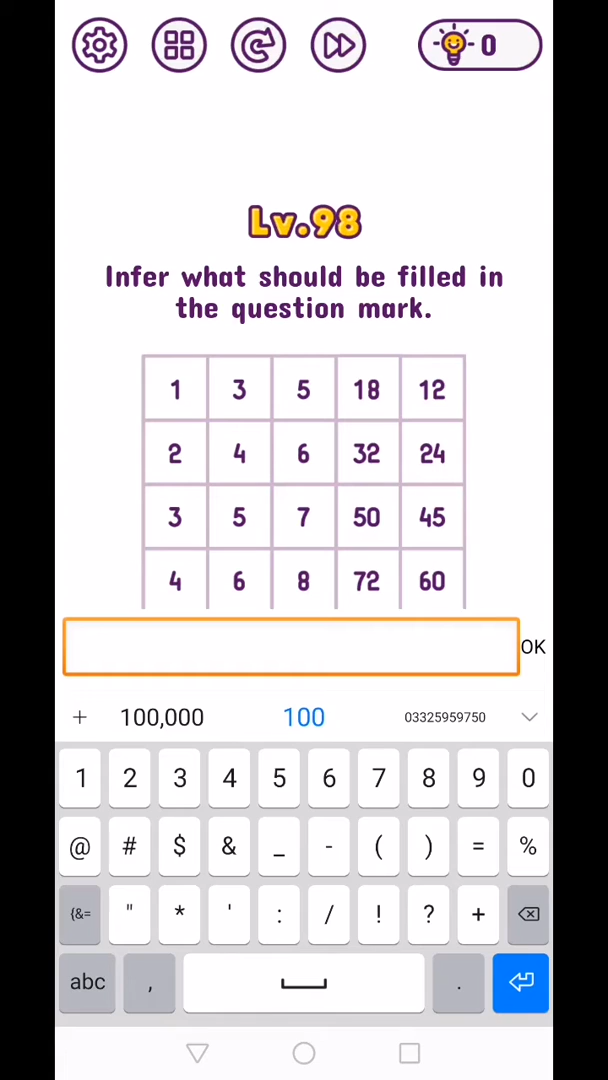 0
Lv.98
Infer what should be filled in
the question mark.
1 3 5 18 12
2 4 6 32 24
3 5 7 50 45
4 6 8 72 60
OK
+ 100,000 100 03325959750
1 2 3 4 5 6 7 8 9 0
@ # $ & _ - ( ) = %
{&= " * ' : / ! ? +
abc , .